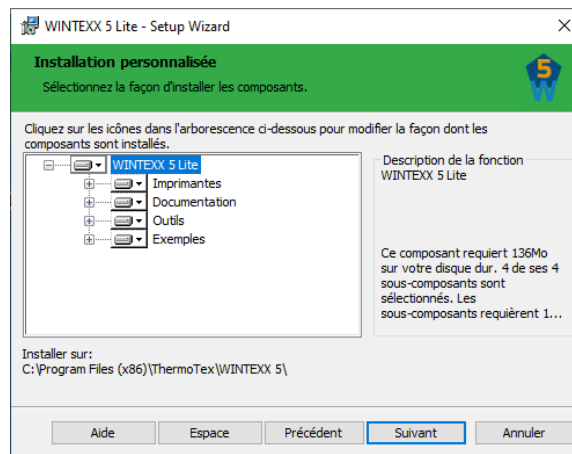 WINTEXX 5 Lite - Setup Wizard
Installation personnalisée
Sélectionnez la façon d'installer les composants.
5
W
Cliquez sur les icônes dans l'arborescence ci-dessous pour modifier la façon dont les
composants sont installés.
WINTEXX 5 Lite
Imprimantes
Documentation
Outils
Exemples
Description de la fonction
WINTEXX 5 Lite
Ce composant requiert 136Mo
sur votre disque dur. 4 de ses 4
sous-composants sont
sélectionnés. Les
sous-composants requièrent 1...
Installer sur:
C:\Program Files (x86)\ThermoTex\WINTEXX 5\
Aide
Espace
Précédent
Suivant
Annuler